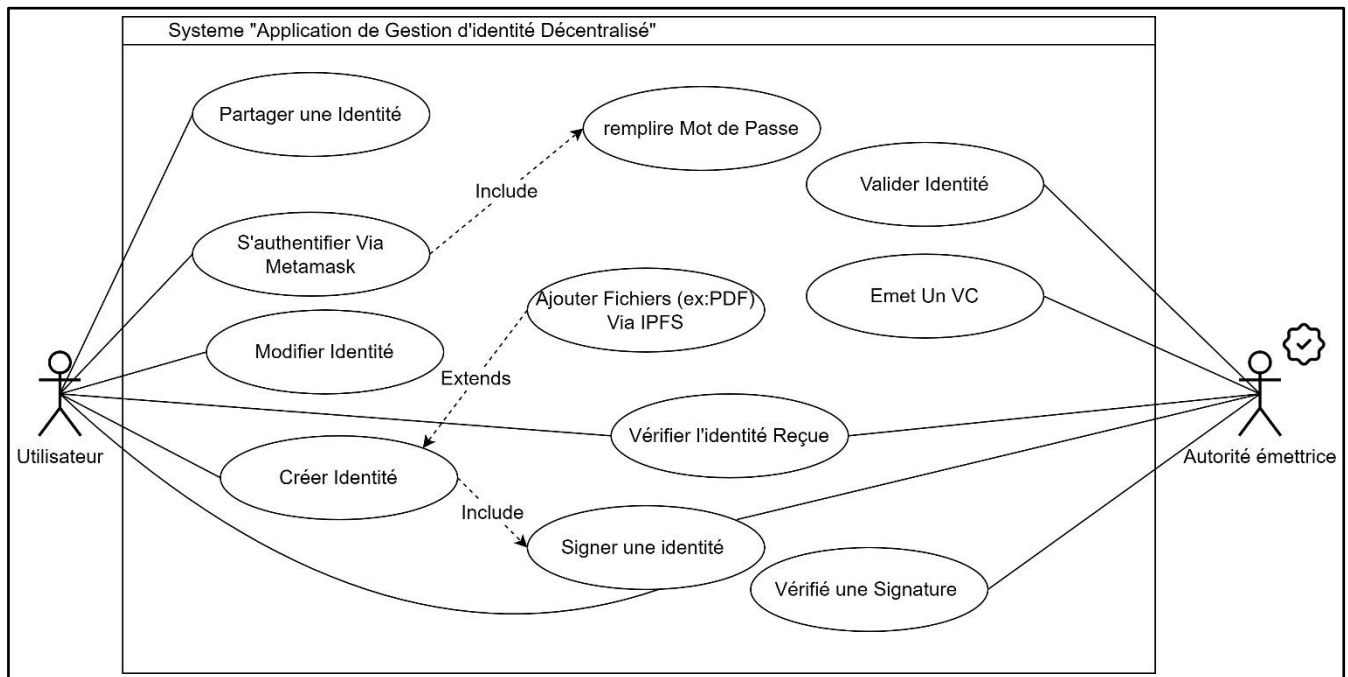 Systeme "Application de Gestion d'identité Décentralisé"
Partager une Identité
remplire Mot de Passe
Include
Valider Identité
S'authentifier Via
Metamask
Ajouter Fichiers (ex:PDF)
Via IPFS
Emet Un VC
Modifier Identité
Extends
Vérifier l'identité Reçue
Utilisateur
Autorité émettrice
Créer Identité
Include
Signer une identité
Vérifié une Signature